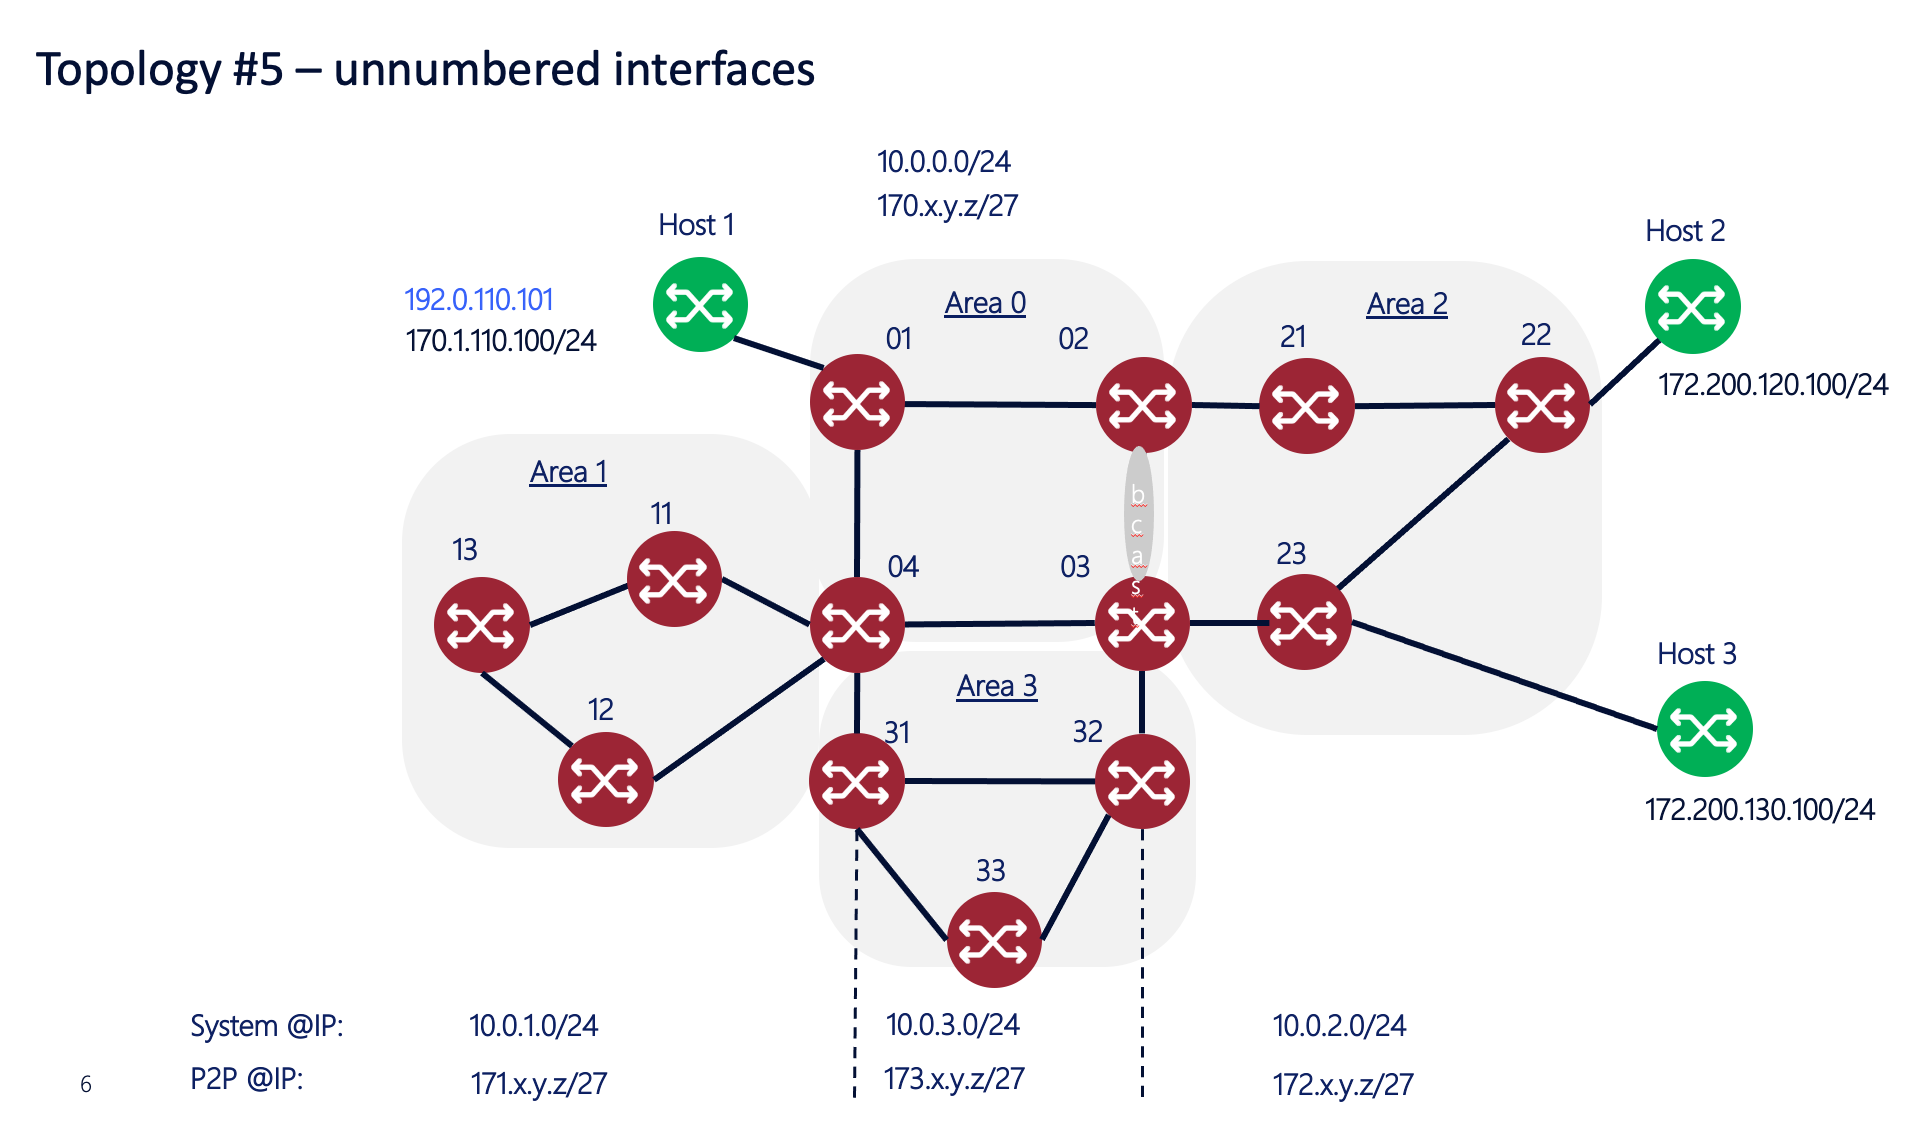 Topology #5 – unnumbered interfaces
10.0.0.0/24
170.x.y.z/27
Host 1
Host 2
192.0.110.101
170.1.110.100/24
Area 0
Area 2
01
02
21
22
172.200.120.100/24
Area 1
b
c
a
s
t
11
13
04
03
23
Host 3
Area 3
12
31
32
172.200.130.100/24
33
System @IP:
10.0.1.0/24
10.0.3.0/24
10.0.2.0/24
P2P @IP:
171.x.y.z/27
173.x.y.z/27
172.x.y.z/27
6